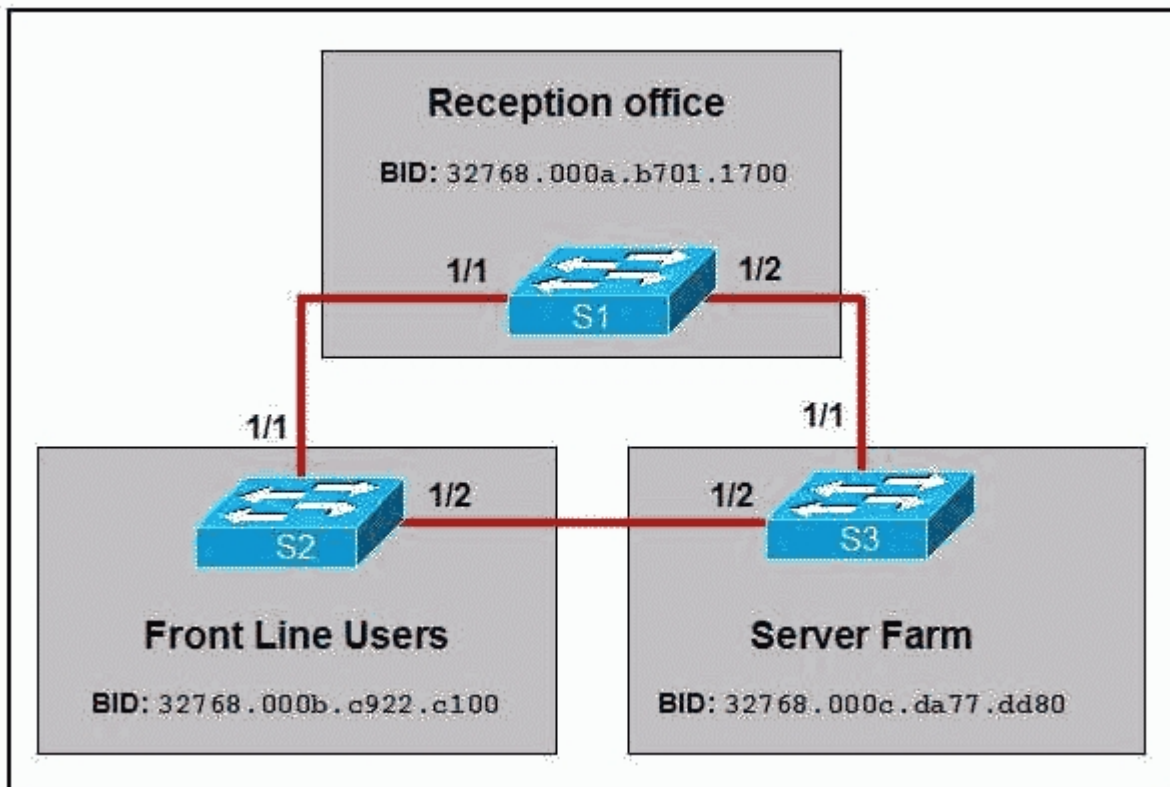 Reception office
BID: 32768.000a.b701.1700
1/1
1/2
S1
1/1
1/1
1/2
1/2
S2
S3
Front Line Users
Server Farm
BID: 32768.000b.c922.c100
BID: 32768.000c.da77.dd80